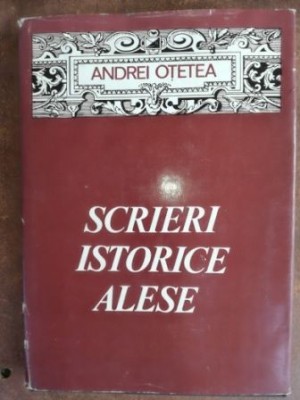 ANDREI OȚETEA
SCRIERI
ISTORICE
ALESE